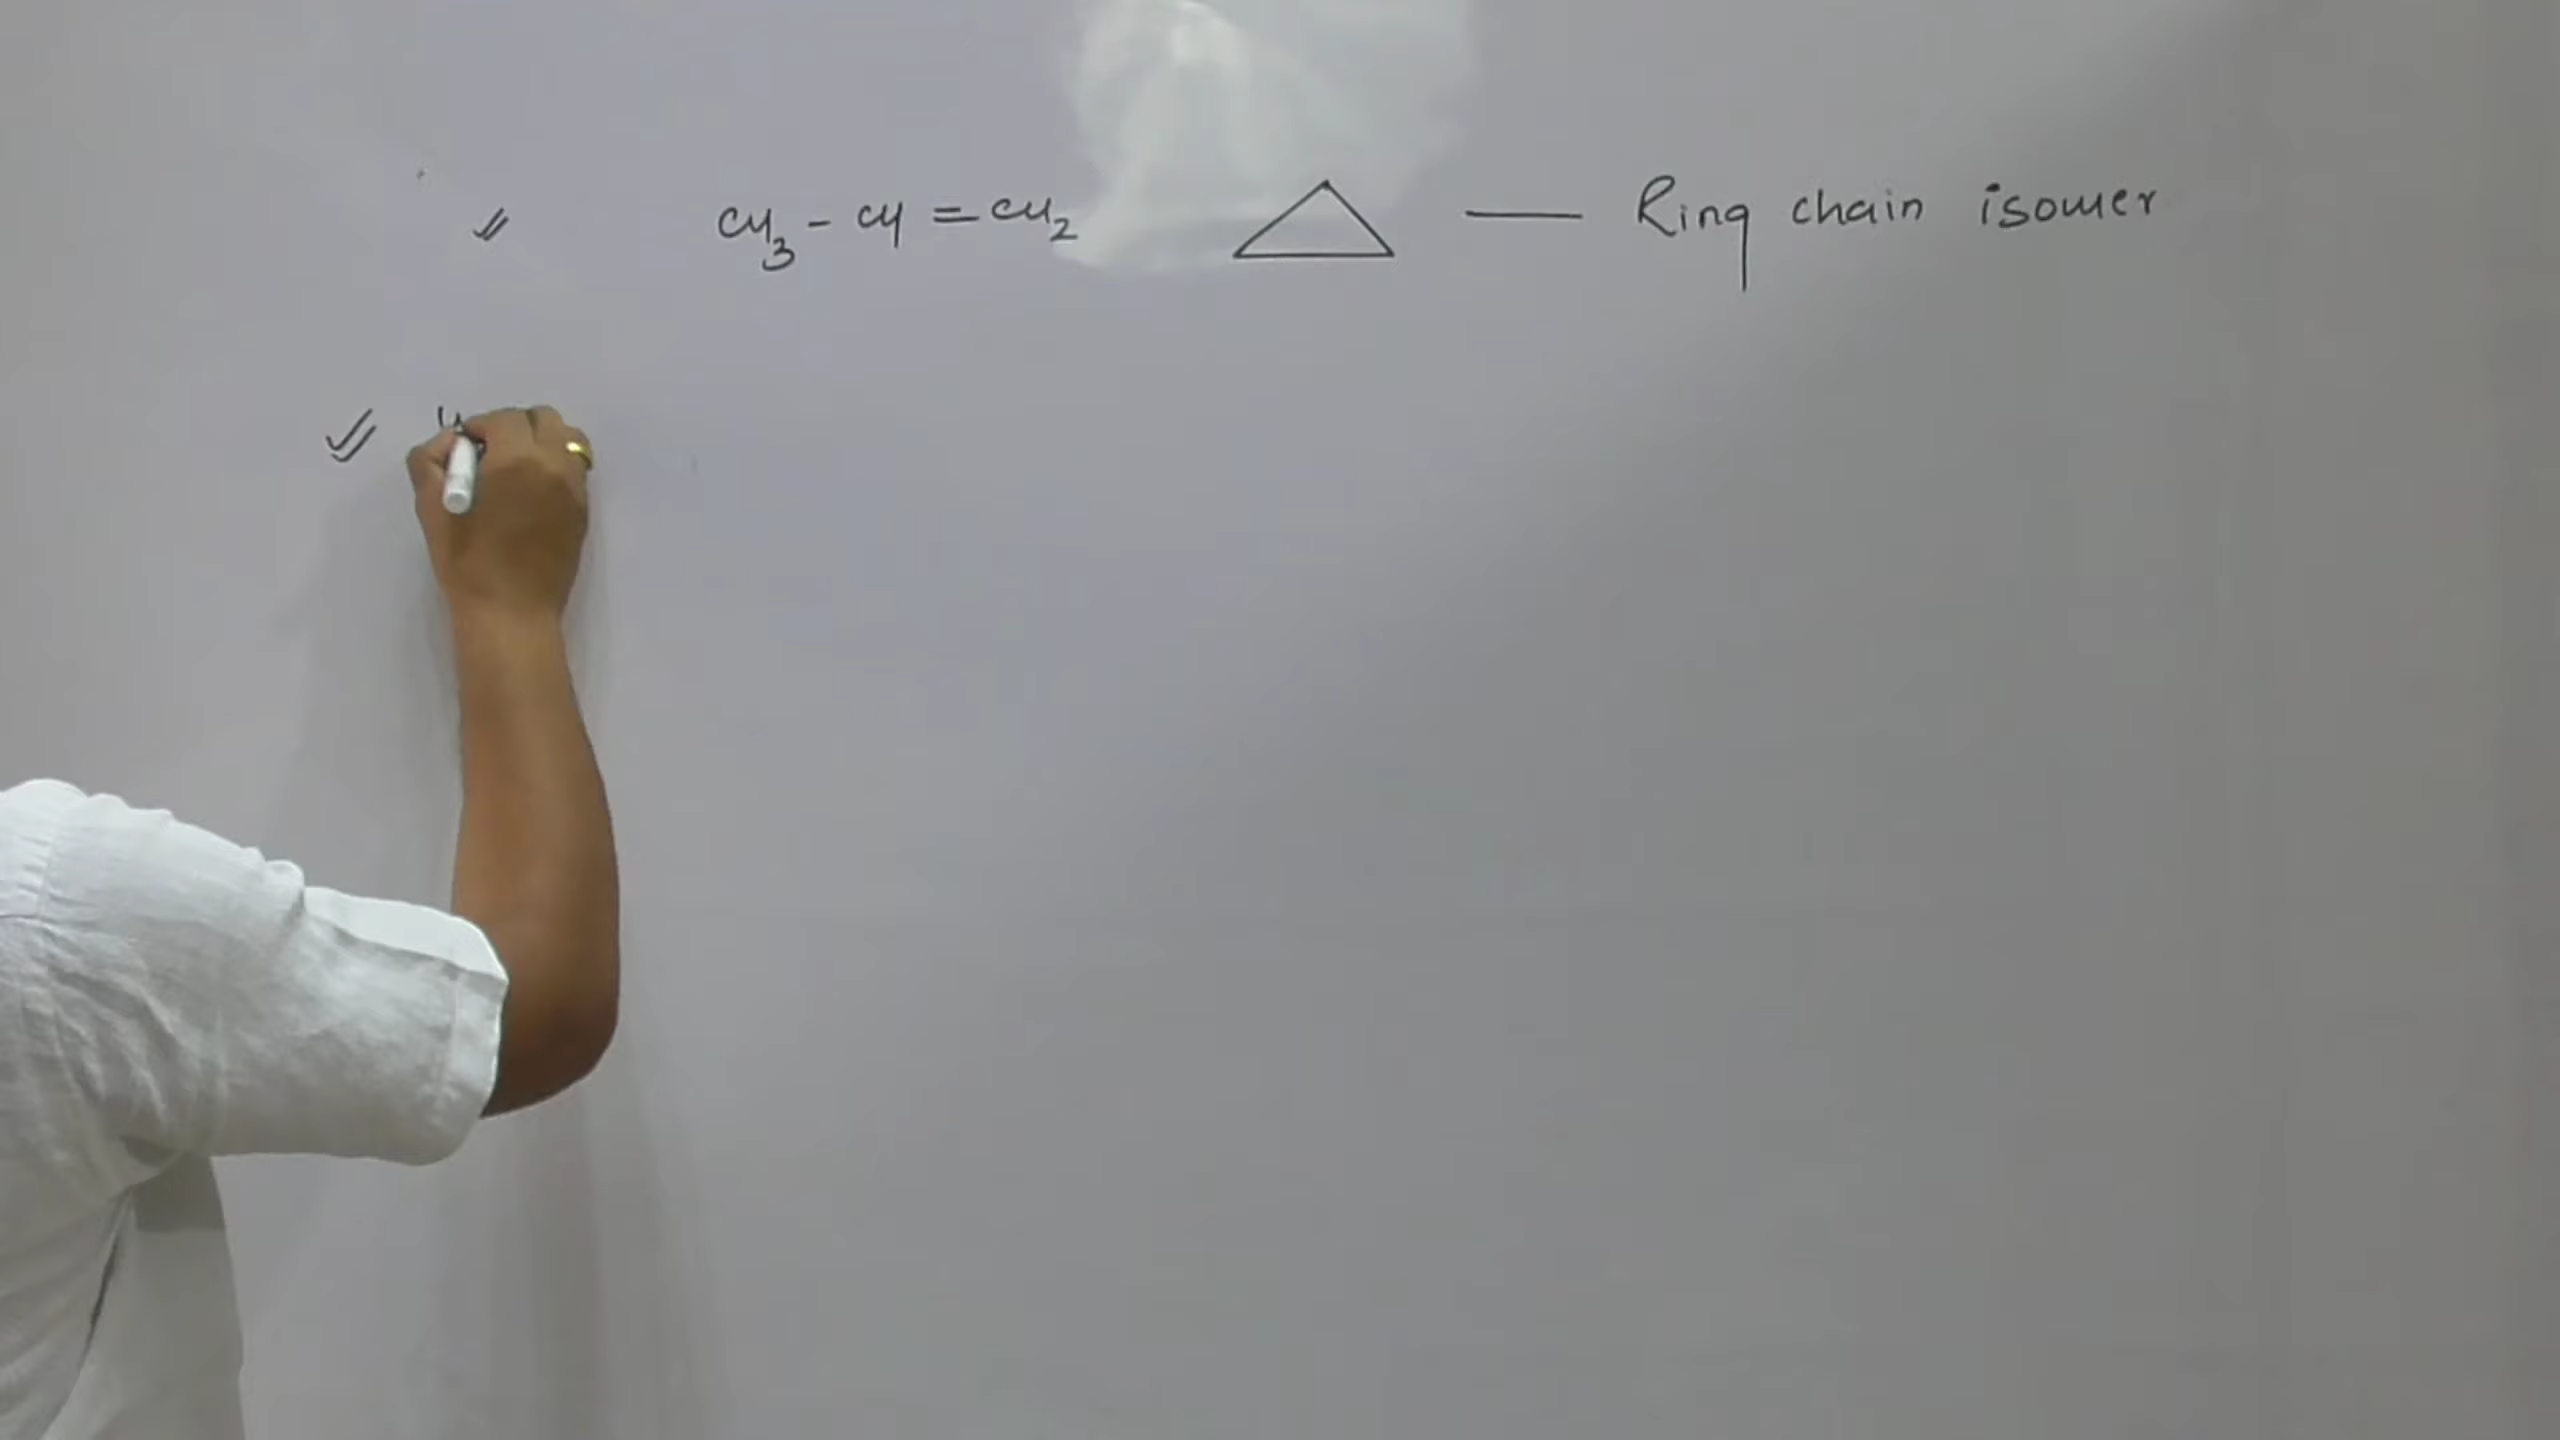 CH₃ - CH = CH₂ — Ring chain isomer